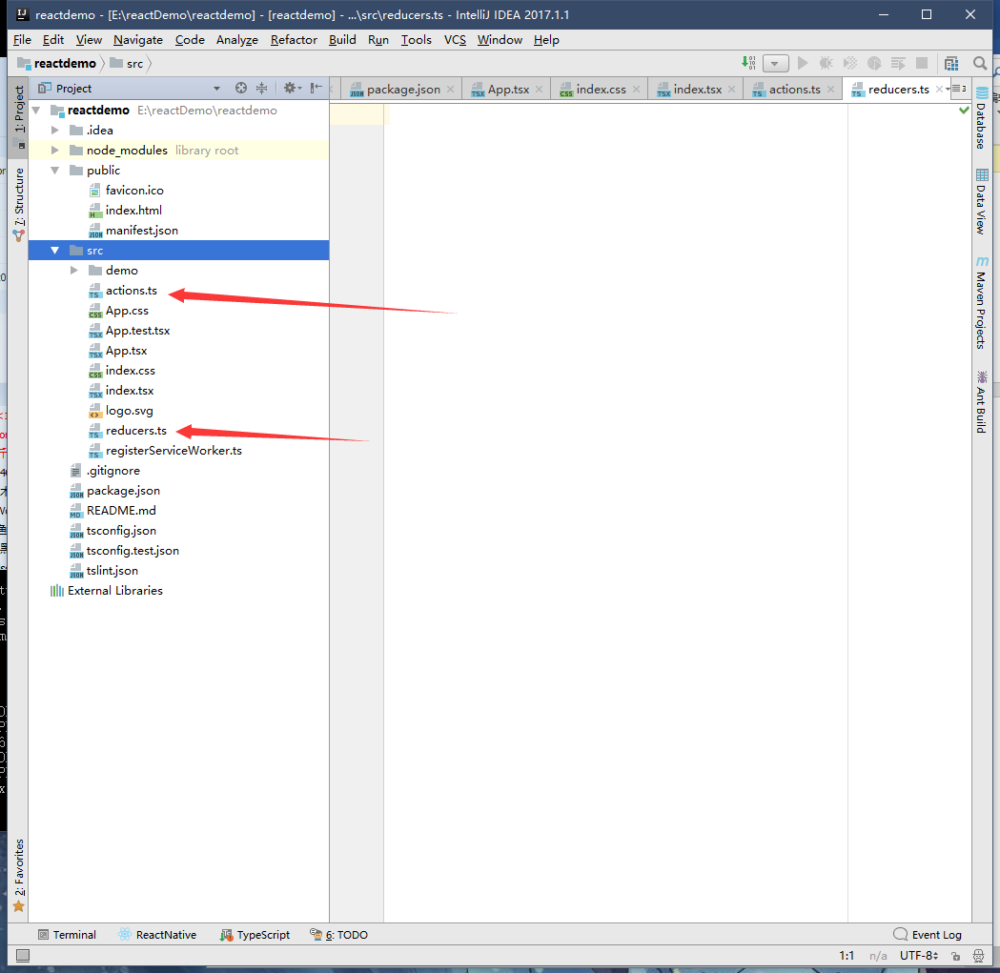 reactdemo - [E:\reactDemo\reactdemo] - [reactdemo] - ...\src\reducers.ts - IntelliJ IDEA 2017.1.1
File Edit View Navigate Code Analyze Refactor Build Run Tools VCS Window Help
reactdemo src
Project
package.json App.tsx index.css index.tsx actions.ts reducers.ts
1: Project
7: Structure
2: Favorites
reactdemo E:\reactDemo\reactdemo
.idea
node_modules library root
public
favicon.ico
index.html
manifest.json
src
demo
actions.ts
App.css
App.test.tsx
App.tsx
index.css
index.tsx
logo.svg
reducers.ts
registerServiceWorker.ts
.gitignore
package.json
README.md
tsconfig.json
tsconfig.test.json
tslint.json
External Libraries
Database
Data View
Maven Projects
Ant Build
Terminal ReactNative TypeScript 6: TODO Event Log
1:1 n/a UTF-8